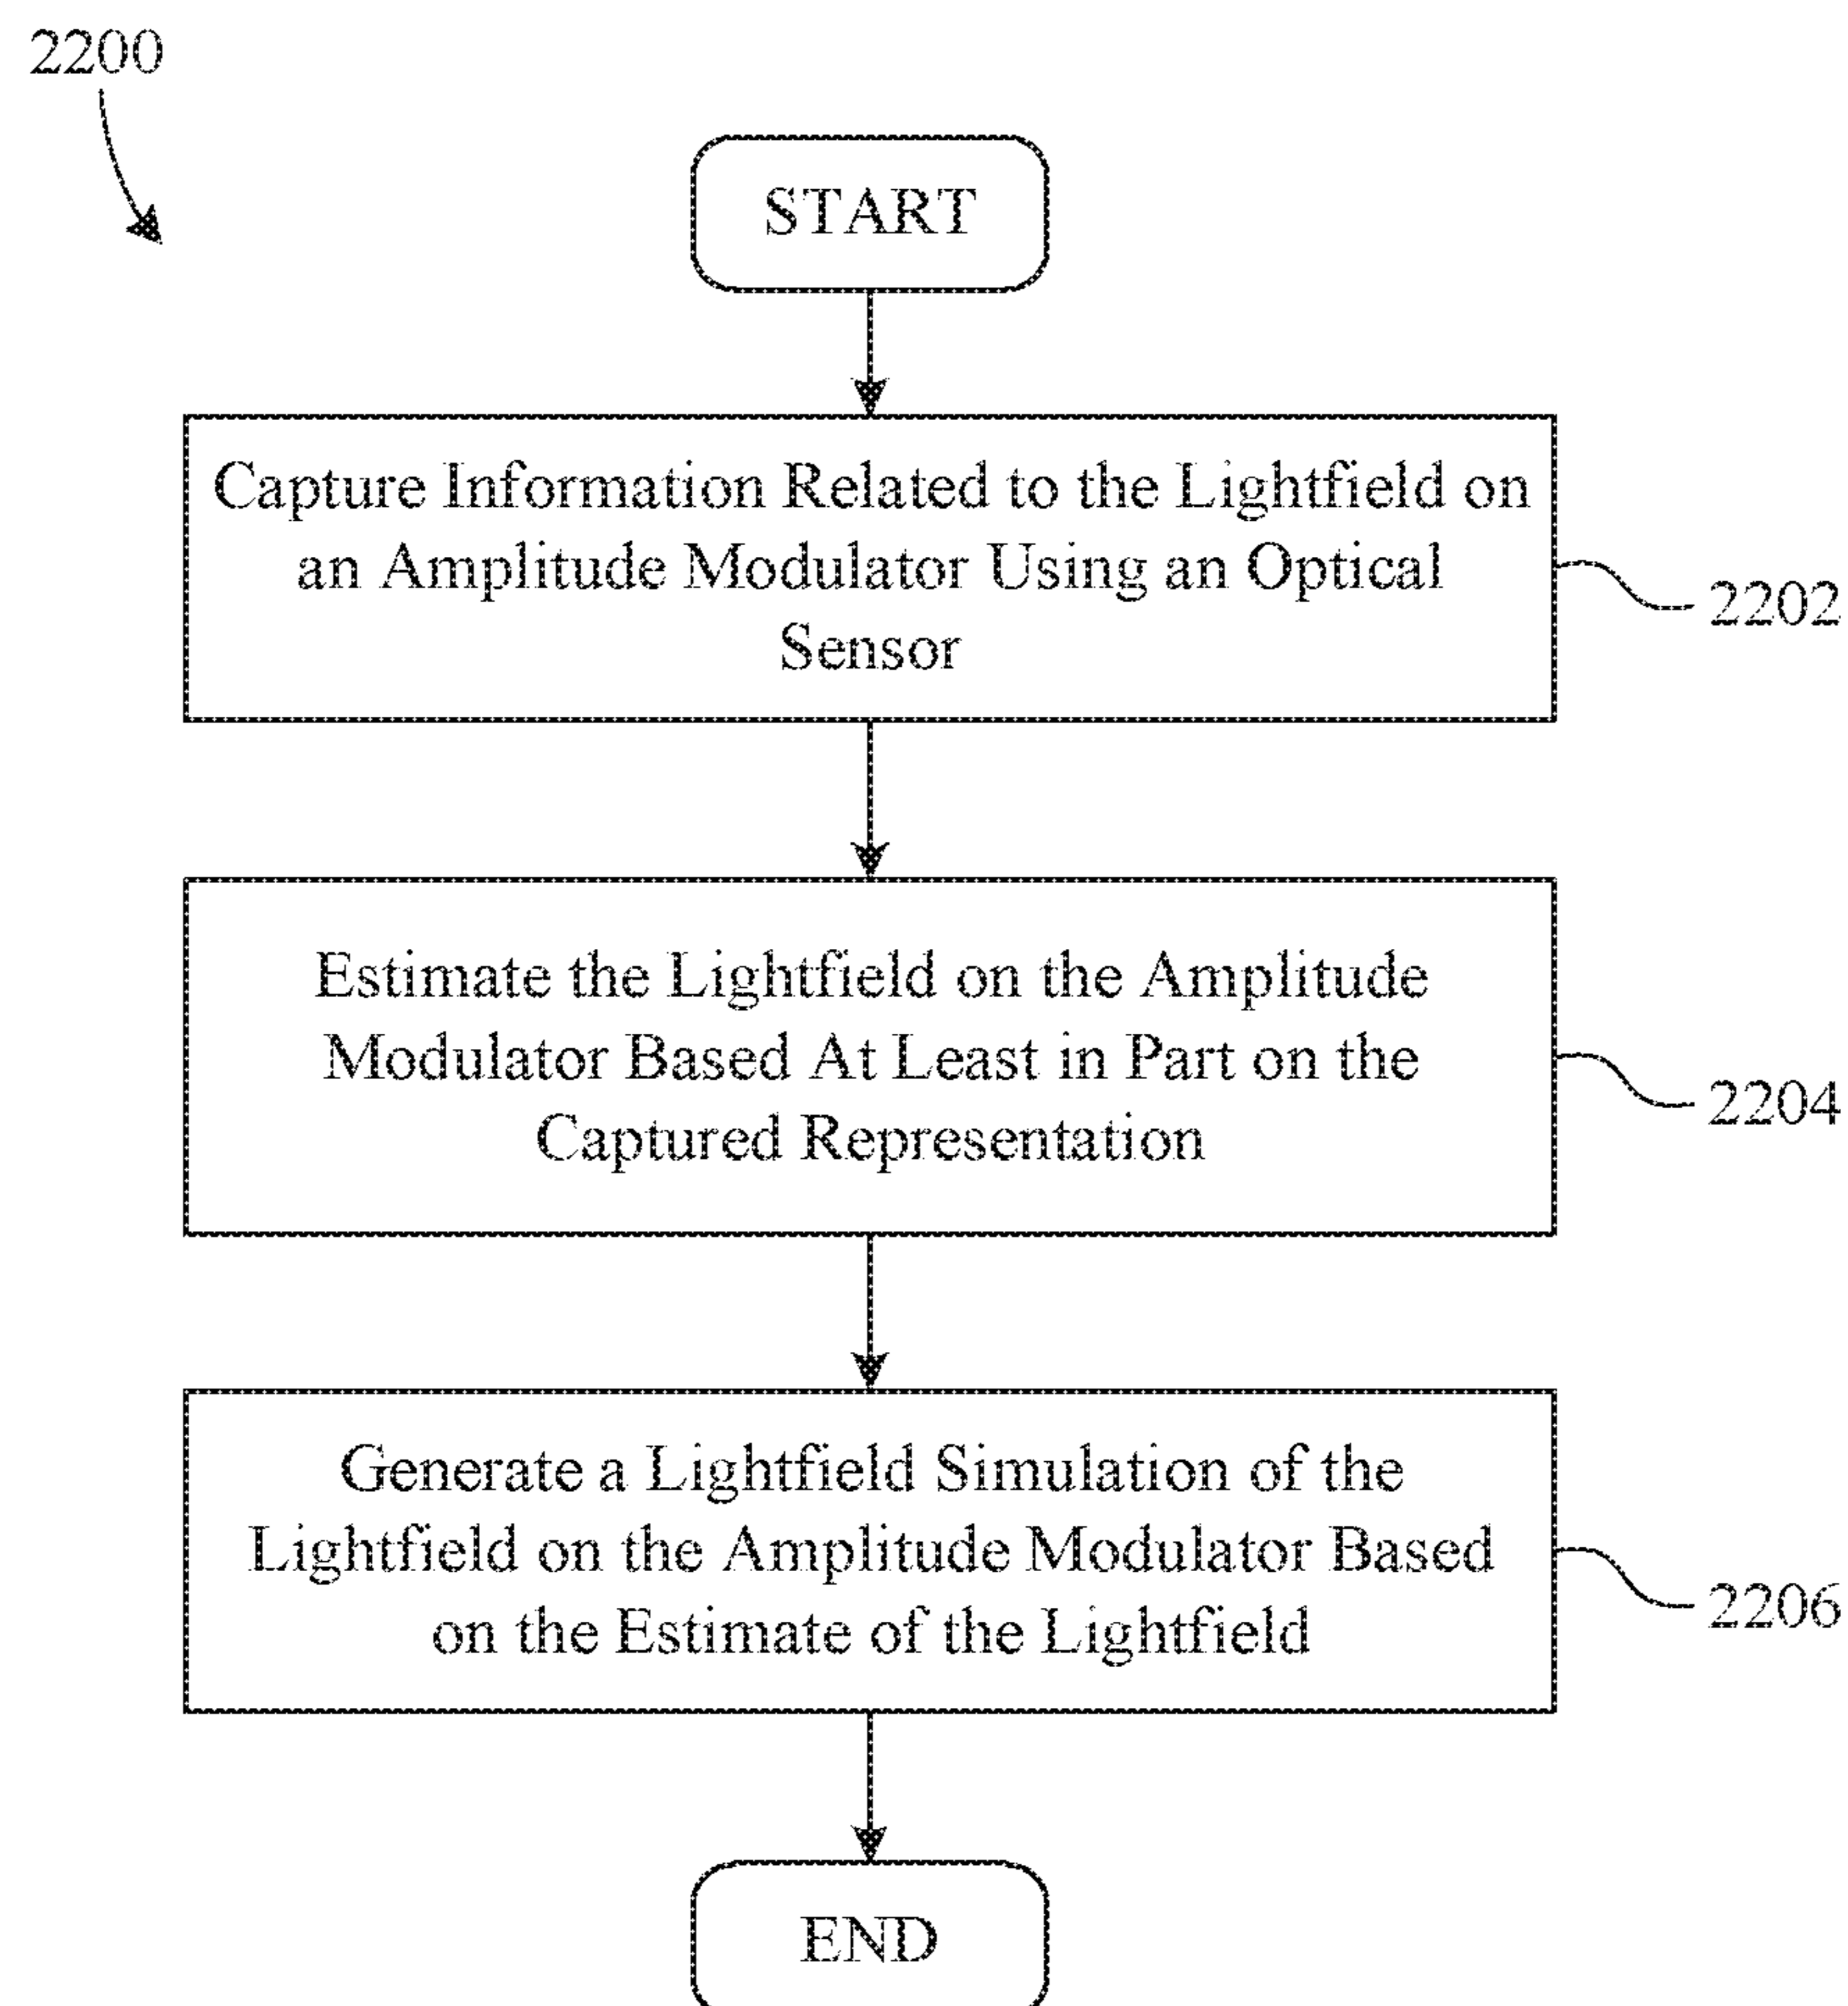 2200
START
Capture Information Related to the Lightfield on
an Amplitude Modulator Using an Optical
Sensor
2202
Estimate the Lightfield on the Amplitude
Modulator Based At Least in Part on the
Captured Representation
2204
Generate a Lightfield Simulation of the
Lightfield on the Amplitude Modulator Based
on the Estimate of the Lightfield
2206
END